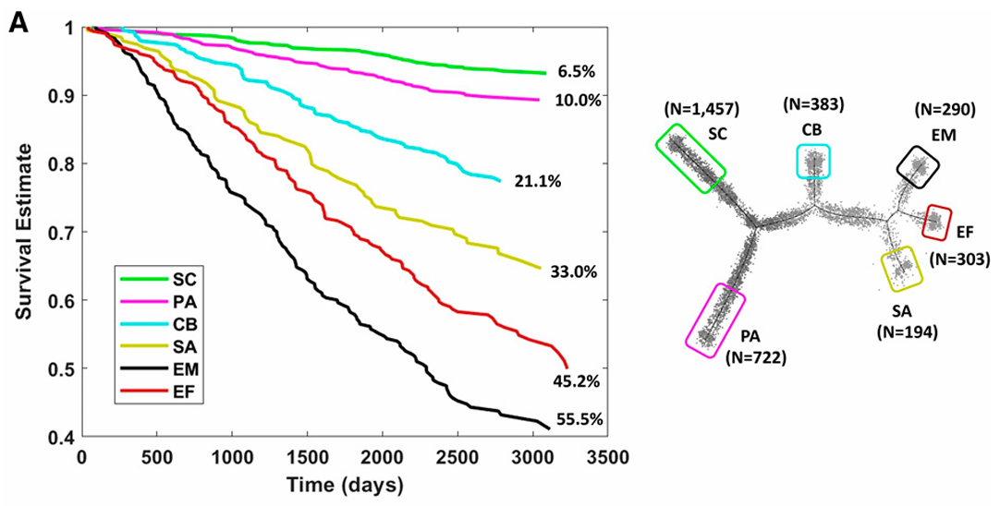 A
1
0.9
0.8
0.7
0.6
0.5
0.4
Survival Estimate
0
500
1000
1500
2000
2500
3000
3500
Time (days)
SC
PA
CB
SA
EM
EF
6.5%
10.0%
21.1%
33.0%
45.2%
55.5%
(N=1,457)
SC
(N=383)
CB
(N=290)
EM
EF
(N=303)
SA
(N=194)
PA
(N=722)